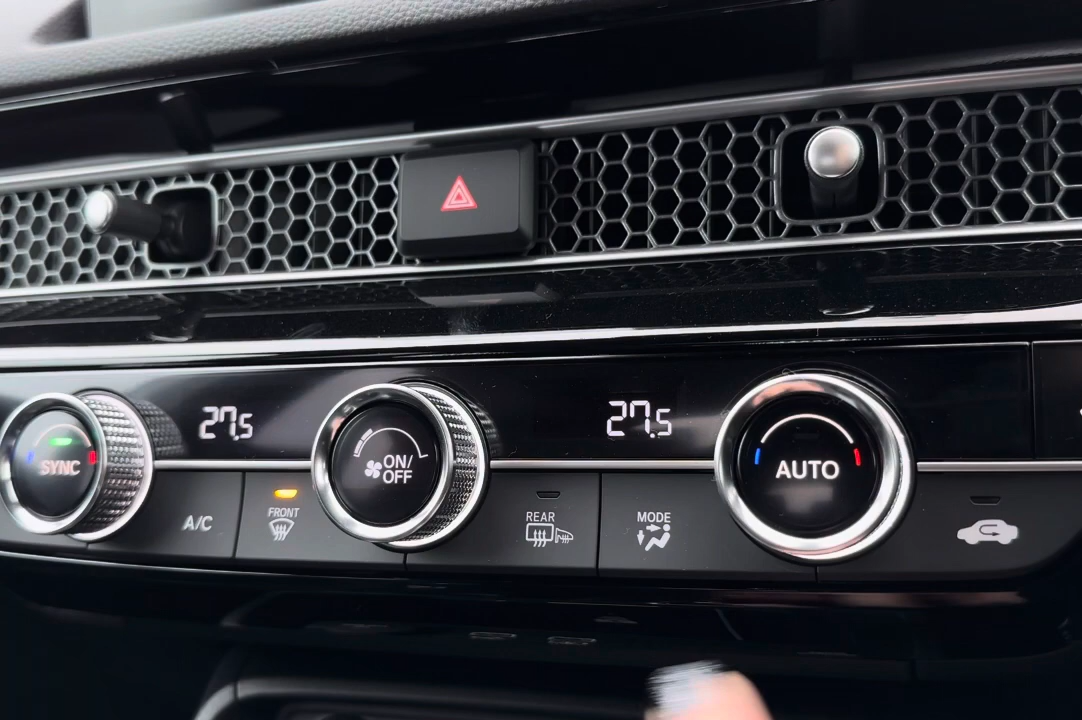 27.5
27.5
SYNC
ON/
OFF
AUTO
A/C
FRONT
REAR
MODE